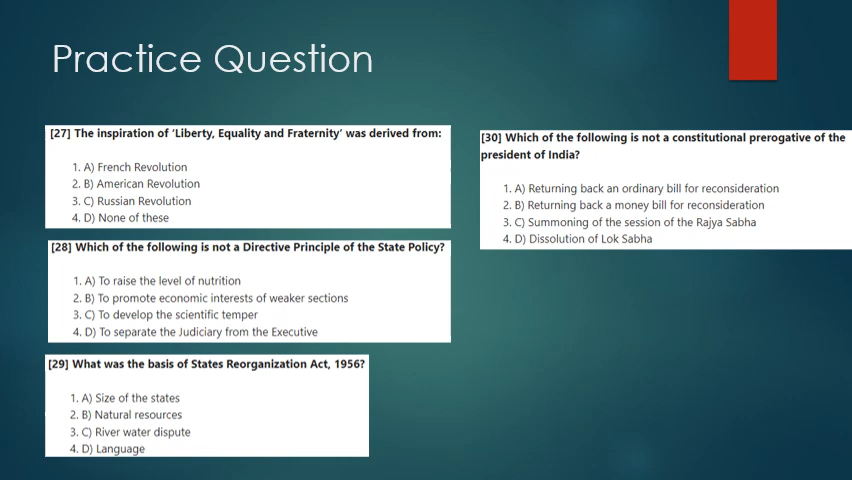 Practice Question
[27] The inspiration of ‘Liberty, Equality and Fraternity’ was derived from:
1. A) French Revolution
2. B) American Revolution
3. C) Russian Revolution
4. D) None of these
[28] Which of the following is not a Directive Principle of the State Policy?
1. A) To raise the level of nutrition
2. B) To promote economic interests of weaker sections
3. C) To develop the scientific temper
4. D) To separate the Judiciary from the Executive
[29] What was the basis of States Reorganization Act, 1956?
1. A) Size of the states
2. B) Natural resources
3. C) River water dispute
4. D) Language
[30] Which of the following is not a constitutional prerogative of the
president of India?
1. A) Returning back an ordinary bill for reconsideration
2. B) Returning back a money bill for reconsideration
3. C) Summoning of the session of the Rajya Sabha
4. D) Dissolution of Lok Sabha